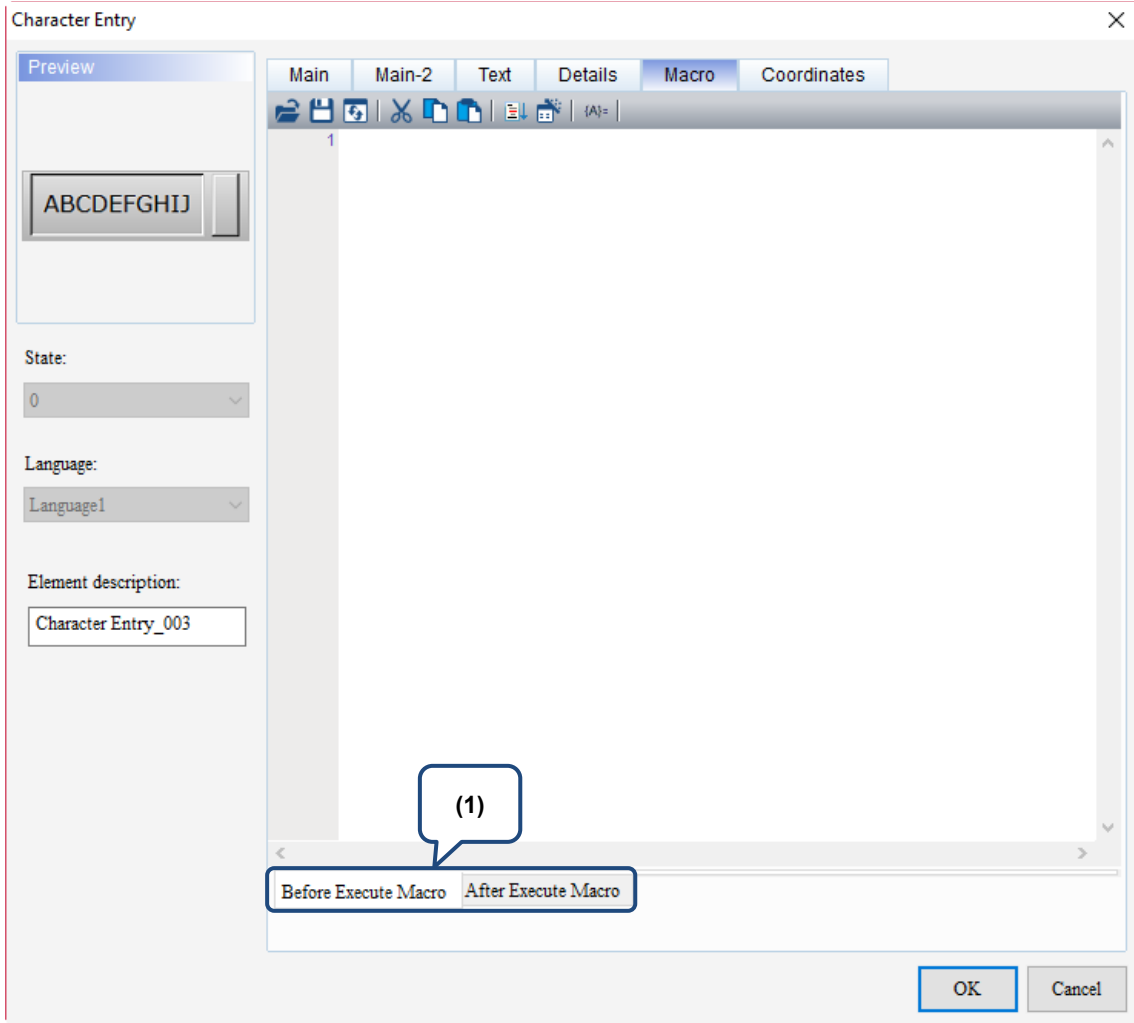 Character Entry
Preview
Main Main-2 Text Details Macro Coordinates
{A}=
1
ABCDEFGHIJ
State:
0
Language:
Language1
Element description:
Character Entry_003
(1)
Before Execute Macro After Execute Macro
OK Cancel